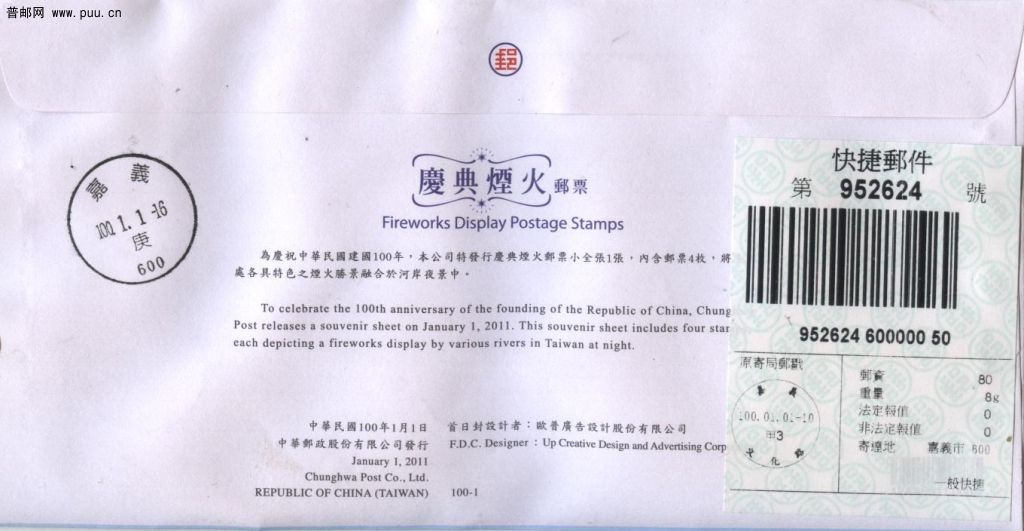 普邮网 www.puu.cn
郵
慶典煙火郵票
Fireworks Display Postage Stamps
為慶祝中華民國建國100年，本公司特發行慶典煙火郵票小全張1張，內含郵票4枚，將
處各具特色之煙火勝景融合於河岸夜景中。
To celebrate the 100th anniversary of the founding of the Republic of China, Chung
Post releases a souvenir sheet on January 1, 2011. This souvenir sheet includes four
each depicting a fireworks display by various rivers in Taiwan at night.
嘉義
100.1.1-16
庚
600
快捷郵件
第 952624 號
952624 600000 50
原寄局郵戳
100.01.01-10
甲3
郵資 80
重量 8g
法定報值 0
非法定報值 0
寄達地 嘉義市 600
一般快捷
中華民國100年1月1日
中華郵政股份有限公司發行
January 1, 2011
Chunghwa Post Co., Ltd.
REPUBLIC OF CHINA (TAIWAN)
首日封設計者：歐普廣告設計股份有限公司
F.D.C. Designer : Up Creative Design and Advertising Corp
100-1